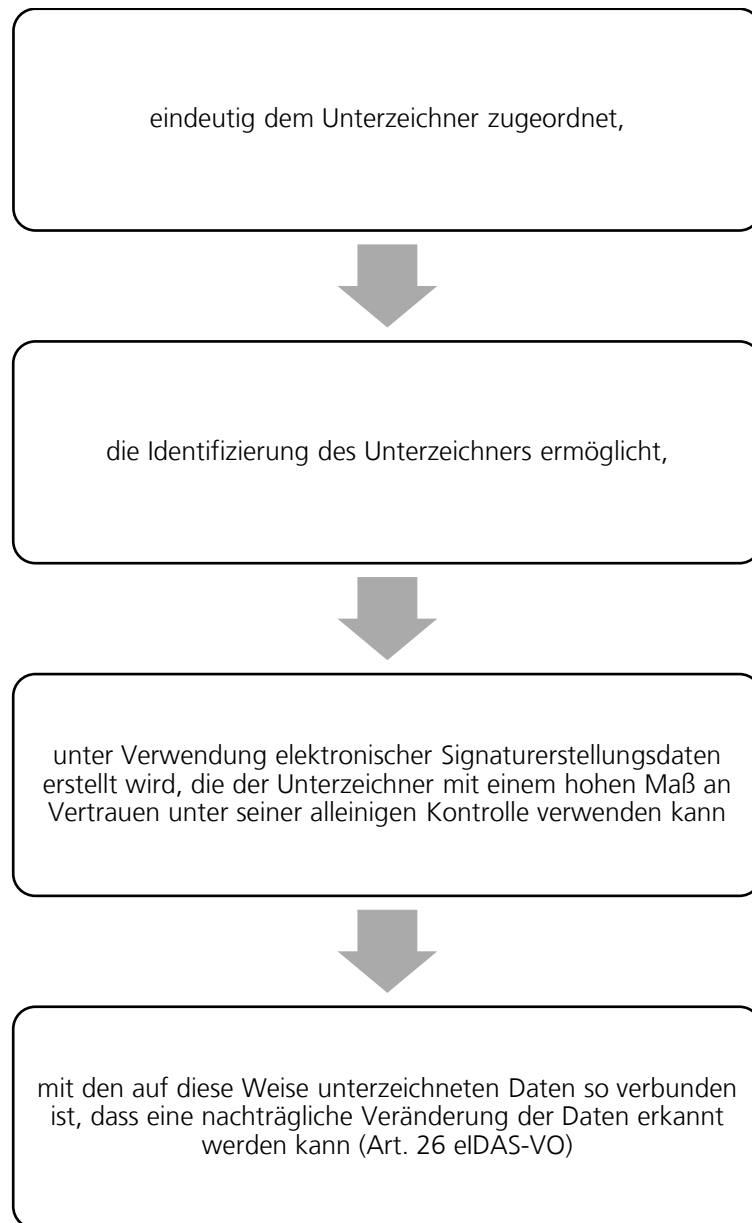 eindeutig dem Unterzeichner zugeordnet,
die Identifizierung des Unterzeichners ermöglicht,
unter Verwendung elektronischer Signaturerstellungsdaten
erstellt wird, die der Unterzeichner mit einem hohen Maß an
Vertrauen unter seiner alleinigen Kontrolle verwenden kann
mit den auf diese Weise unterzeichneten Daten so verbunden
ist, dass eine nachträgliche Veränderung der Daten erkannt
werden kann (Art. 26 eIDAS-VO)